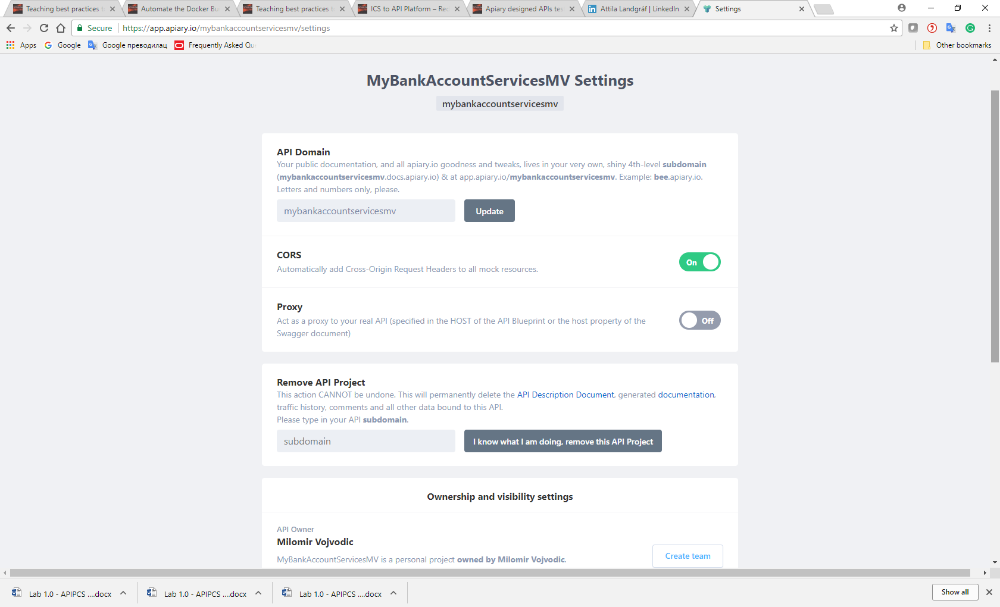 Teaching best practices t
Automate the Docker Bu
Teaching best practices t
ICS to API Platform – Rec
Apiary designed APIs tes
Attila Landgráf | LinkedIn
Settings
Secure
https://app.apiary.io/mybankaccountservicesmv/settings
Apps
Google
Google преводилац
Frequently Asked Que
Other bookmarks
MyBankAccountServicesMV Settings
mybankaccountservicesmv
API Domain
Your public documentation, and all apiary.io goodness and tweaks, lives in your very own, shiny 4th-level subdomain
(mybankaccountservicesmv.docs.apiary.io) & at app.apiary.io/mybankaccountservicesmv. Example: bee.apiary.io.
Letters and numbers only, please.
mybankaccountservicesmv
Update
CORS
Automatically add Cross-Origin Request Headers to all mock resources.
On
Proxy
Act as a proxy to your real API (specified in the HOST of the API Blueprint or the host property of the
Swagger document)
Off
Remove API Project
This action CANNOT be undone. This will permanently delete the API Description Document, generated documentation,
traffic history, comments and all other data bound to this API.
Please type in your API subdomain.
subdomain
I know what I am doing, remove this API Project
Ownership and visibility settings
API Owner
Milomir Vojvodic
MyBankAccountServicesMV is a personal project owned by Milomir Vojvodic.
Create team
Lab 1.0 - APIPCS ....docx
Lab 1.0 - APIPCS ....docx
Lab 1.0 - APIPCS ....docx
Show all